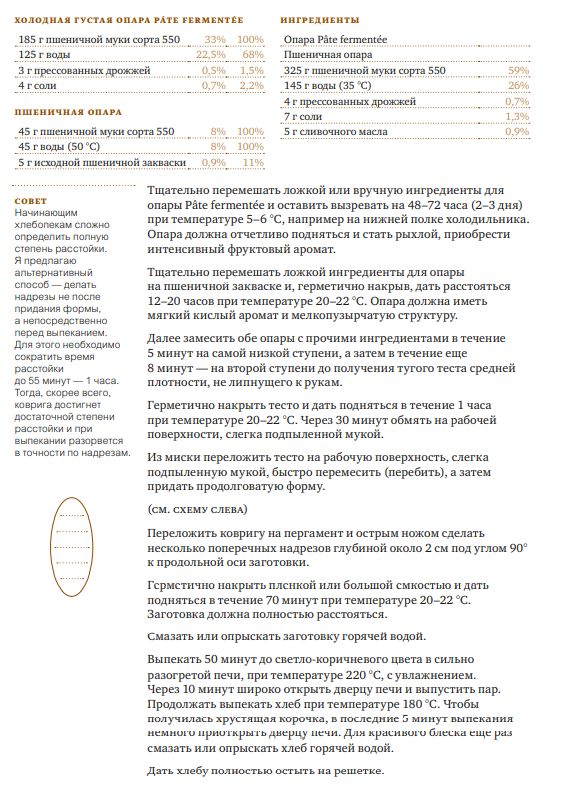 ХОЛОДНАЯ ГУСТАЯ ОПАРА PÂTE FERMENTÉE
185 г пшеничной муки сорта 550 33% 100%
125 г воды 22,5% 68%
3 г прессованных дрожжей 0,5% 1,5%
4 г соли 0,7% 2,2%
ПШЕНИЧНАЯ ОПАРА
45 г пшеничной муки сорта 550 8% 100%
45 г воды (50 °C) 8% 100%
5 г исходной пшеничной закваски 0,9% 11%
ИНГРЕДИЕНТЫ
Опара Pâte fermentée
Пшеничная опара
325 г пшеничной муки сорта 550 59%
145 г воды (35 °C) 26%
4 г прессованных дрожжей 0,7%
7 г соли 1,3%
5 г сливочного масла 0,9%
СОВЕТ
Начинающим
хлебопекам сложно
определить полную
степень расстойки.
Я предлагаю
альтернативный
способ — делать
надрезы не после
придания формы,
а непосредственно
перед выпеканием.
Для этого необходимо
сократить время
расстойки
до 55 минут — 1 часа.
Тогда, скорее всего,
коврига достигнет
достаточной степени
расстойки и при
выпекании разорвется
в точности по надрезам.
Тщательно перемешать ложкой или вручную ингредиенты для
опары Pâte fermentée и оставить вызревать на 48–72 часа (2–3 дня)
при температуре 5–6 °C, например на нижней полке холодильника.
Опара должна отчетливо подняться и стать рыхлой, приобрести
интенсивный фруктовый аромат.
Тщательно перемешать ложкой ингредиенты для опары
на пшеничной закваске и, герметично накрыв, дать расстояться
12–20 часов при температуре 20–22 °C. Опара должна иметь
мягкий кислый аромат и мелкопузырчатую структуру.
Далее замесить обе опары с прочими ингредиентами в течение
5 минут на самой низкой ступени, а затем в течение еще
8 минут — на второй ступени до получения тугого теста средней
плотности, не липнущего к рукам.
Герметично накрыть тесто и дать подняться в течение 1 часа
при температуре 20–22 °C. Через 30 минут обмять на рабочей
поверхности, слегка подпыленной мукой.
Из миски переложить тесто на рабочую поверхность, слегка
подпыленную мукой, быстро перемесить (перебить), а затем
придать продолговатую форму.
(СМ. СХЕМУ СЛЕВА)
Переложить ковригу на пергамент и острым ножом сделать
несколько поперечных надрезов глубиной около 2 см под углом 90°
к продольной оси заготовки.
Герметично накрыть пленкой или большой емкостью и дать
подняться в течение 70 минут при температуре 20–22 °C.
Заготовка должна полностью расстояться.
Смазать или опрыскать заготовку горячей водой.
Выпекать 50 минут до светло-коричневого цвета в сильно
разогретой печи, при температуре 220 °C, с увлажнением.
Через 10 минут широко открыть дверцу печи и выпустить пар.
Продолжать выпекать хлеб при температуре 180 °C. Чтобы
получилась хрустящая корочка, в последние 5 минут выпекания
немного приоткрыть дверцу печи. Для красивого блеска еще раз
смазать или опрыскать хлеб горячей водой.
Дать хлебу полностью остыть на решетке.